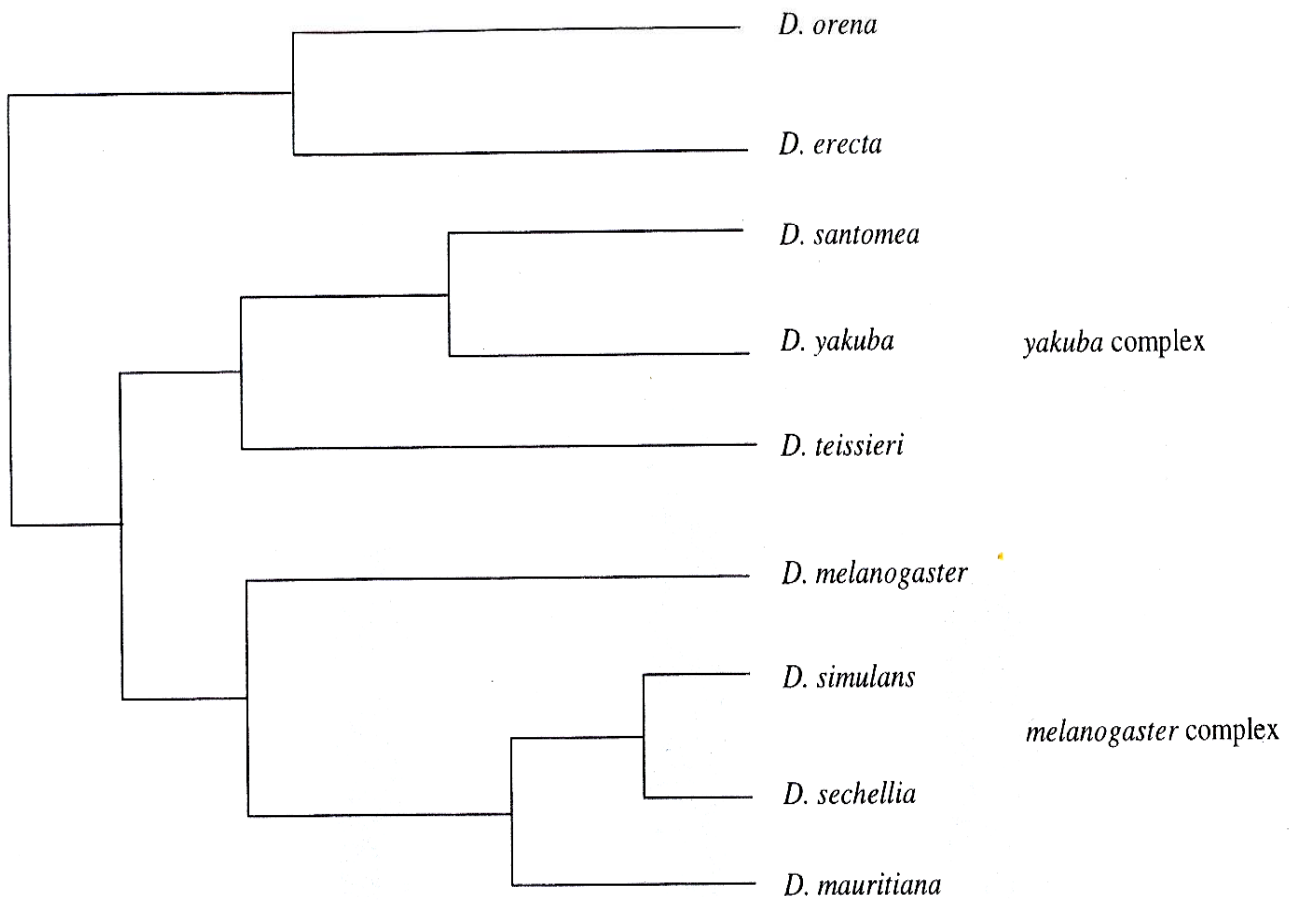 D. orena
D. erecta
D. santomea
D. yakuba yakuba complex
D. teissieri
D. melanogaster
D. simulans
melanogaster complex
D. sechellia
D. mauritiana